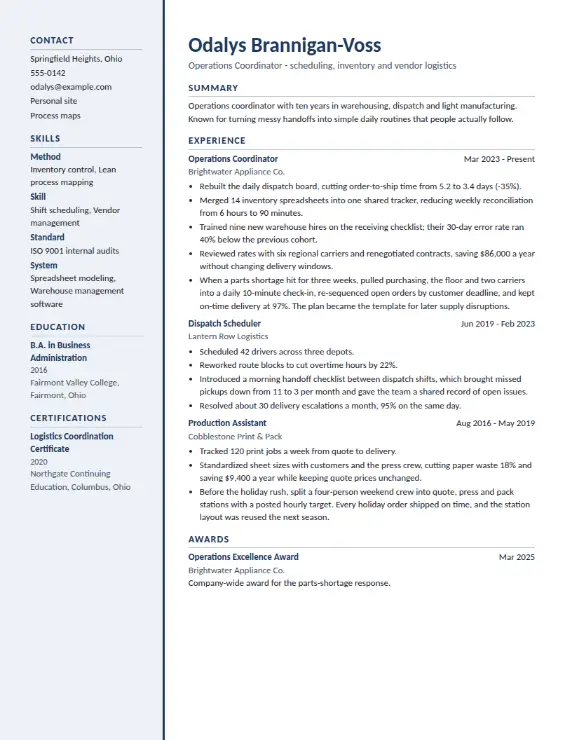 CONTACT
Springfield Heights, Ohio
555-0142
odalys@example.com
Personal site
Process maps
SKILLS
Method
Inventory control, Lean
process mapping
Skill
Shift scheduling, Vendor
management
Standard
ISO 9001 internal audits
System
Spreadsheet modeling,
Warehouse management
software
EDUCATION
B.A. in Business
Administration
2016
Fairmont Valley College,
Fairmont, Ohio
CERTIFICATIONS
Logistics Coordination
Certificate
2020
Northgate Continuing
Education, Columbus, Ohio
Odalys Brannigan-Voss
Operations Coordinator - scheduling, inventory and vendor logistics
SUMMARY
Operations coordinator with ten years in warehousing, dispatch and light manufacturing.
Known for turning messy handoffs into simple daily routines that people actually follow.
EXPERIENCE
Operations Coordinator Mar 2023 - Present
Brightwater Appliance Co.
• Rebuilt the daily dispatch board, cutting order-to-ship time from 5.2 to 3.4 days (-35%).
• Merged 14 inventory spreadsheets into one shared tracker, reducing weekly reconciliation
from 6 hours to 90 minutes.
• Trained nine new warehouse hires on the receiving checklist; their 30-day error rate ran
40% below the previous cohort.
• Reviewed rates with six regional carriers and renegotiated contracts, saving $86,000 a year
without changing delivery windows.
• When a parts shortage hit for three weeks, pulled purchasing, the floor and two carriers
into a daily 10-minute check-in, re-sequenced open orders by customer deadline, and kept
on-time delivery at 97%. The plan became the template for later supply disruptions.
Dispatch Scheduler Jun 2019 - Feb 2023
Lantern Row Logistics
• Scheduled 42 drivers across three depots.
• Reworked route blocks to cut overtime hours by 22%.
• Introduced a morning handoff checklist between dispatch shifts, which brought missed
pickups down from 11 to 3 per month and gave the team a shared record of open issues.
• Resolved about 30 delivery escalations a month, 95% on the same day.
Production Assistant Aug 2016 - May 2019
Cobblestone Print & Pack
• Tracked 120 print jobs a week from quote to delivery.
• Standardized sheet sizes with customers and the press crew, cutting paper waste 18% and
saving $9,400 a year while keeping quote prices unchanged.
• Before the holiday rush, split a four-person weekend crew into quote, press and pack
stations with a posted hourly target. Every holiday order shipped on time, and the station
layout was reused the next season.
AWARDS
Operations Excellence Award Mar 2025
Brightwater Appliance Co.
Company-wide award for the parts-shortage response.